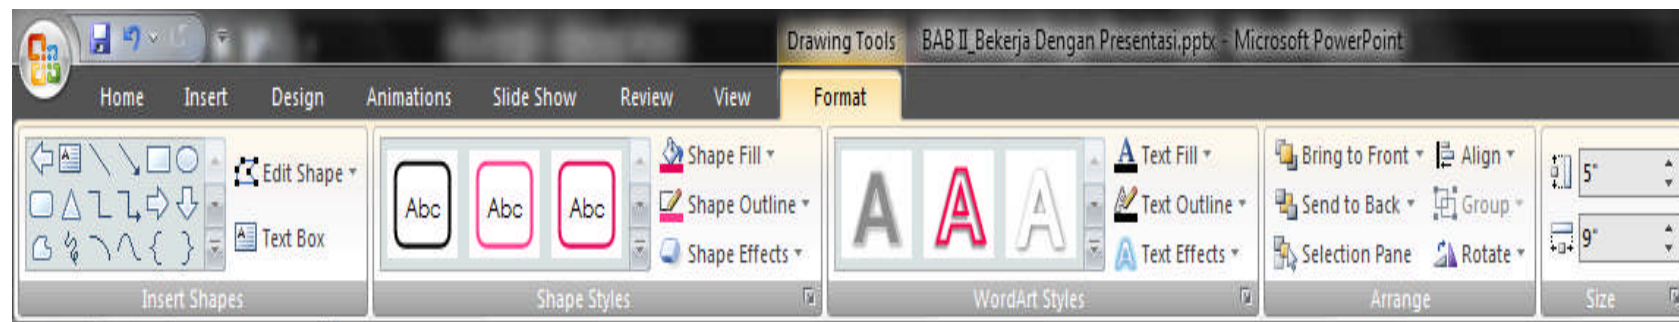 Drawing Tools BAB II_Bekerja Dengan Presentasi.pptx - Microsoft PowerPoint
Home Insert Design Animations Slide Show Review View Format
Edit Shape
Text Box
Insert Shapes
Abc Abc Abc
Shape Fill
Shape Outline
Shape Effects
Shape Styles
A A A
Text Fill
Text Outline
Text Effects
WordArt Styles
Bring to Front
Send to Back
Selection Pane
Align
Group
Rotate
Arrange
5"
9"
Size